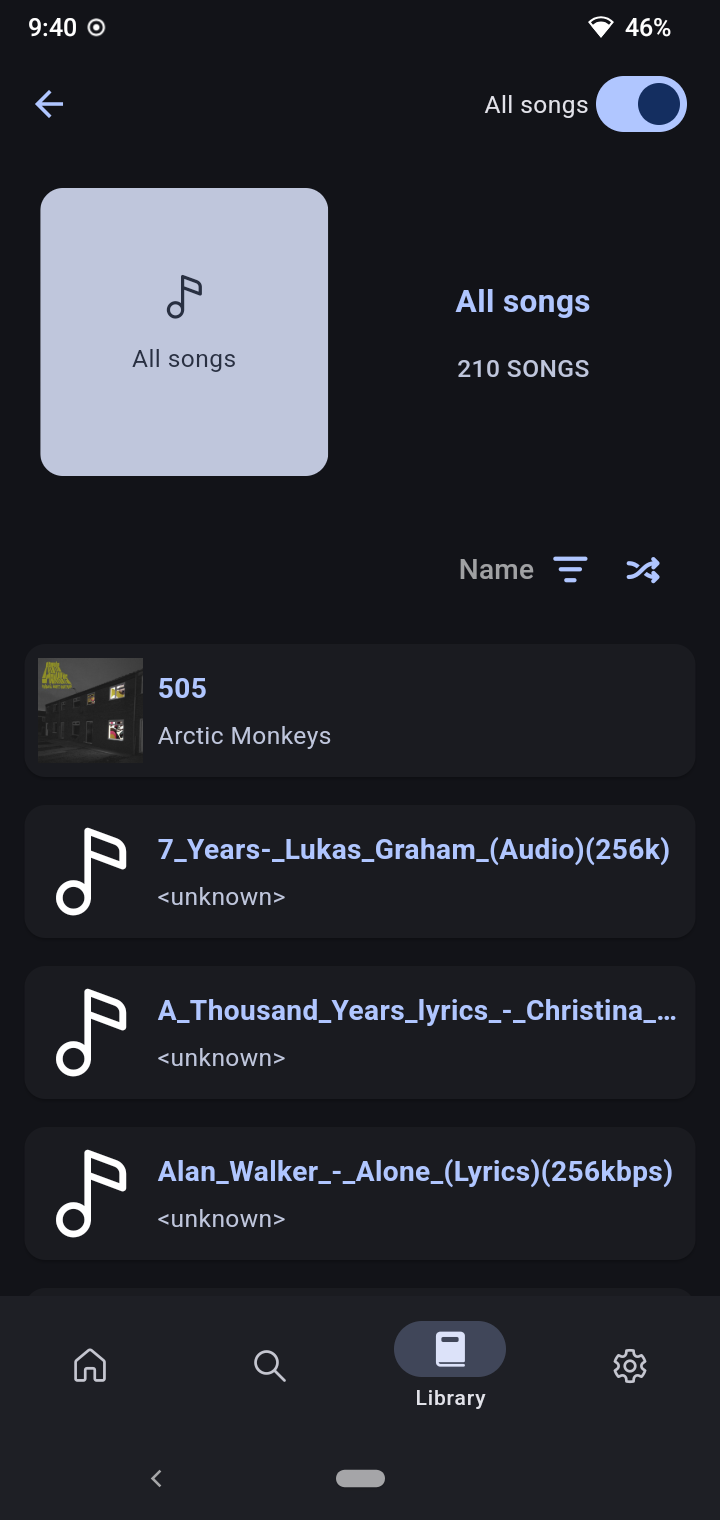 9:40
46%
All songs
All songs
All songs
210 SONGS
Name
505
Arctic Monkeys
7_Years-_Lukas_Graham_(Audio)(256k)
<unknown>
A_Thousand_Years_lyrics_-_Christina_...
<unknown>
Alan_Walker_-_Alone_(Lyrics)(256kbps)
<unknown>
Library